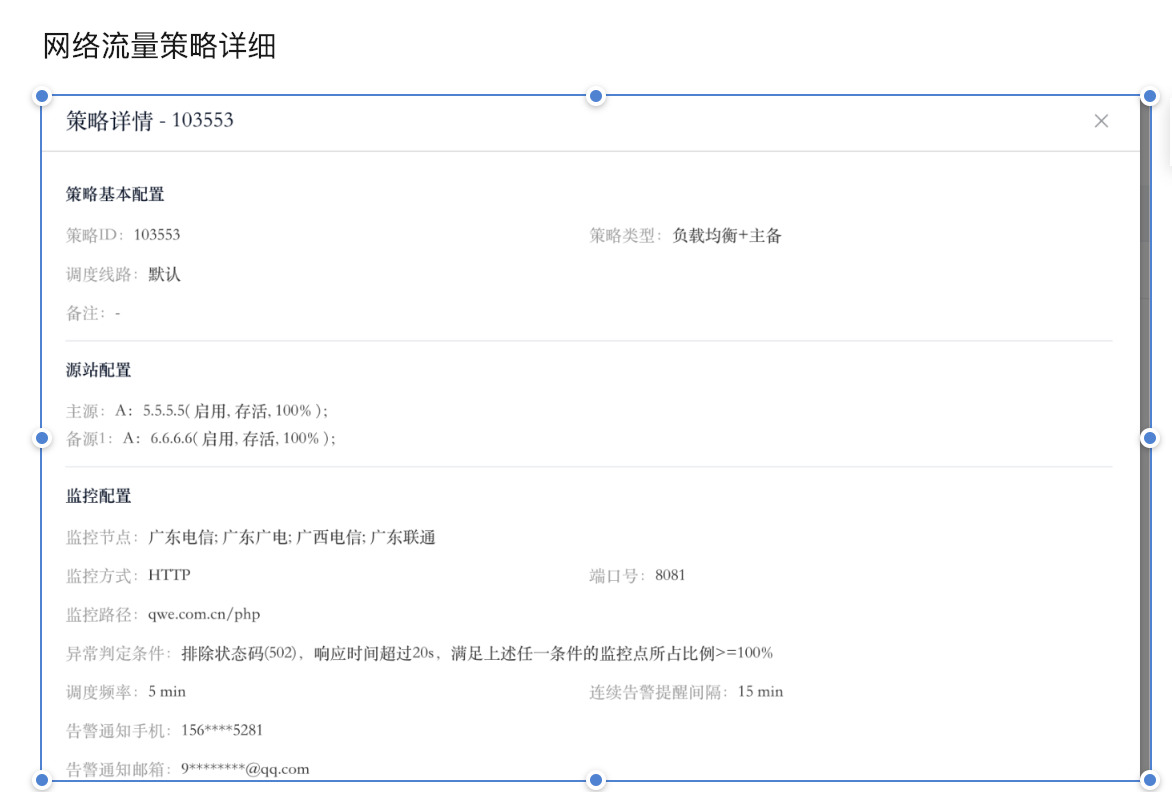 网络流量策略详细
策略详情 - 103553
策略基本配置
策略ID： 103553
策略类型： 负载均衡+主备
调度线路： 默认
备注： -
源站配置
主源： A： 5.5.5.5( 启用, 存活, 100% );
备源1： A： 6.6.6.6( 启用, 存活, 100% );
监控配置
监控节点： 广东电信; 广东广电; 广西电信; 广东联通
监控方式： HTTP
端口号： 8081
监控路径： qwe.com.cn/php
异常判定条件： 排除状态码(502)，响应时间超过20s，满足上述任一条件的监控点所占比例>=100%
调度频率： 5 min
连续告警提醒间隔： 15 min
告警通知手机： 156****5281
告警通知邮箱： 9********@qq.com